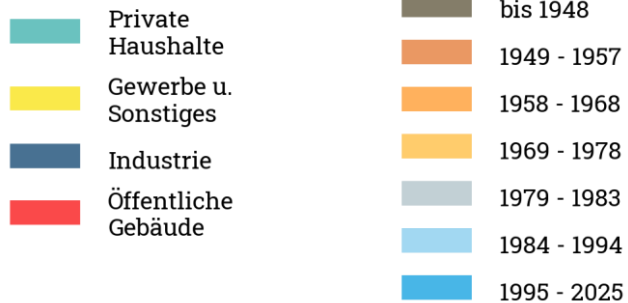 Private
Haushalte
Gewerbe u.
Sonstiges
Industrie
Öffentliche
Gebäude
bis 1948
1949 - 1957
1958 - 1968
1969 - 1978
1979 - 1983
1984 - 1994
1995 - 2025